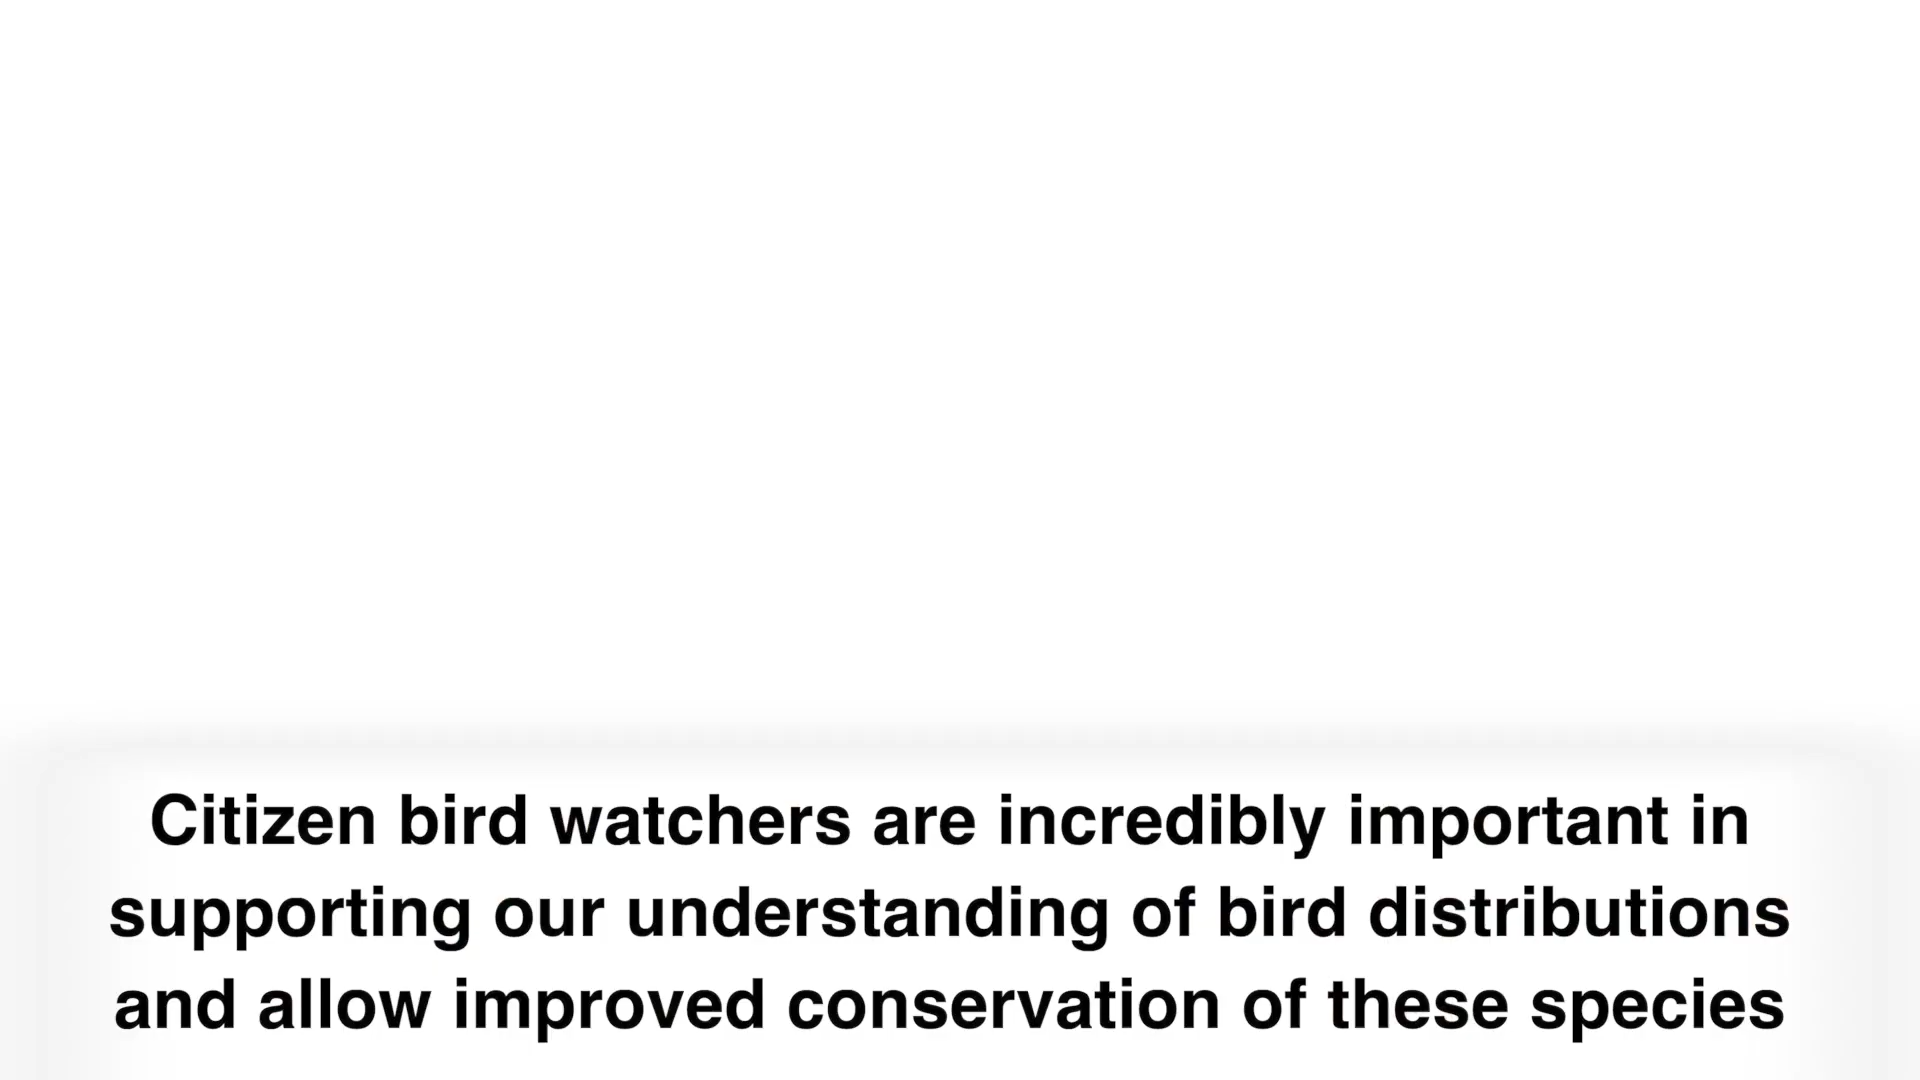 Citizen bird watchers are incredibly important in
supporting our understanding of bird distributions
and allow improved conservation of these species